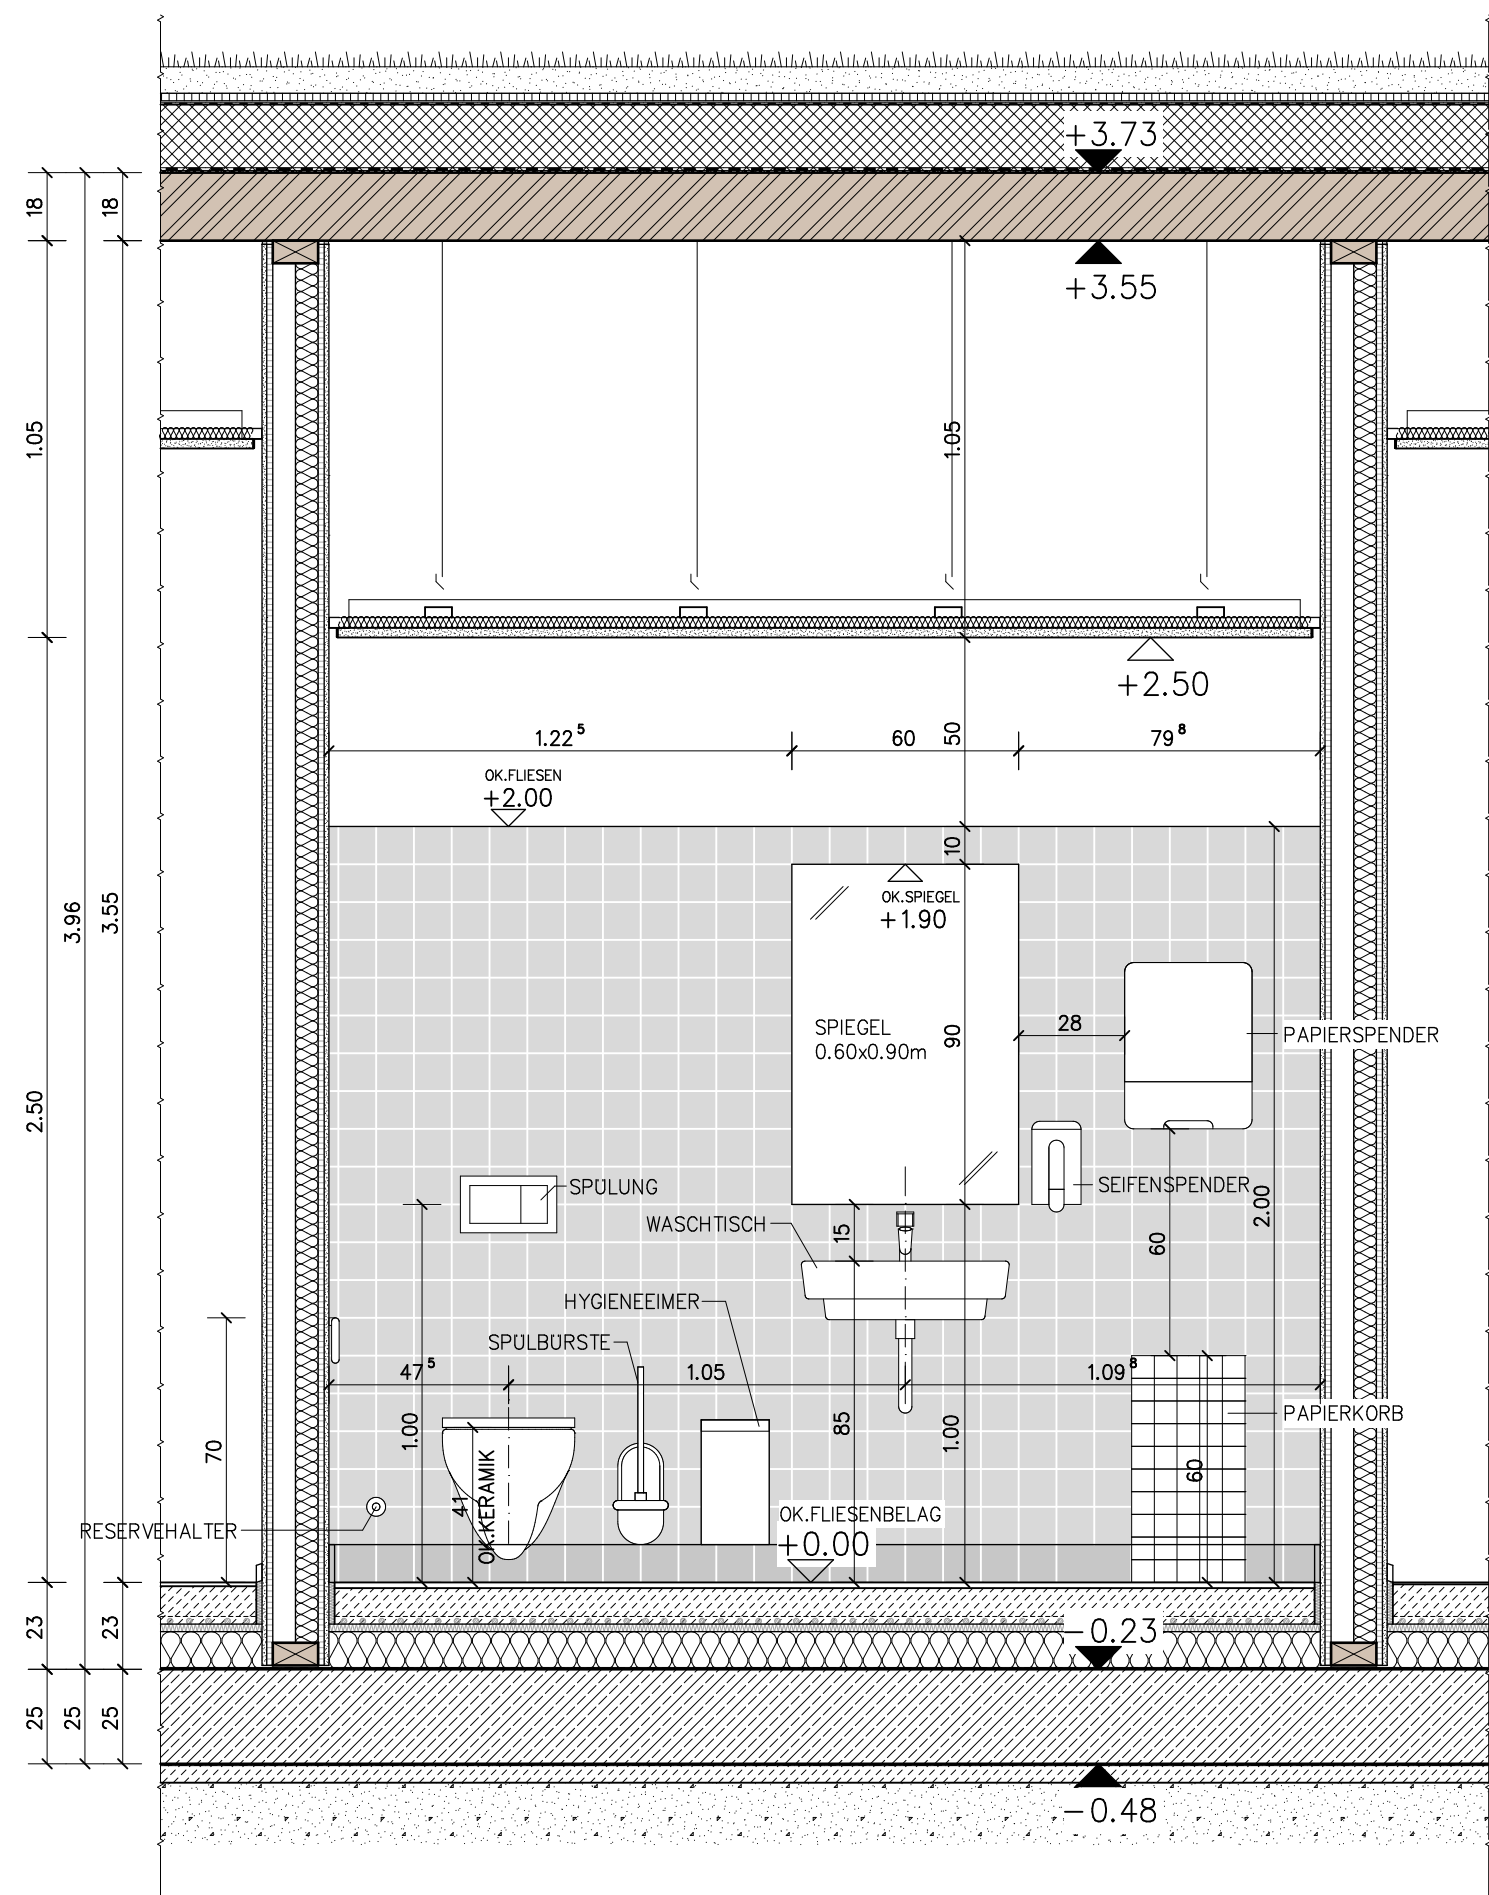 +3.73
18
18
+3.55
1.05
1.05
+2.50
1.22⁵
60
50
79⁸
OK.FLIESEN
+2.00
10
OK.SPIEGEL
+1.90
3.96
3.55
SPIEGEL
0.60x0.90m
90
28
PAPIERSPENDER
2.50
SPÜLUNG
SEIFENSPENDER
2.00
WASCHTISCH
15
60
HYGIENEEIMER
SPÜLBÜRSTE
47⁵
1.05
1.09⁸
70
1.00
85
1.00
PAPIERKORB
60
41
OK.KERAMIK
RESERVEHALTER
OK.FLIESENBELAG
+0.00
23
23
-0.23
25
25
25
-0.48